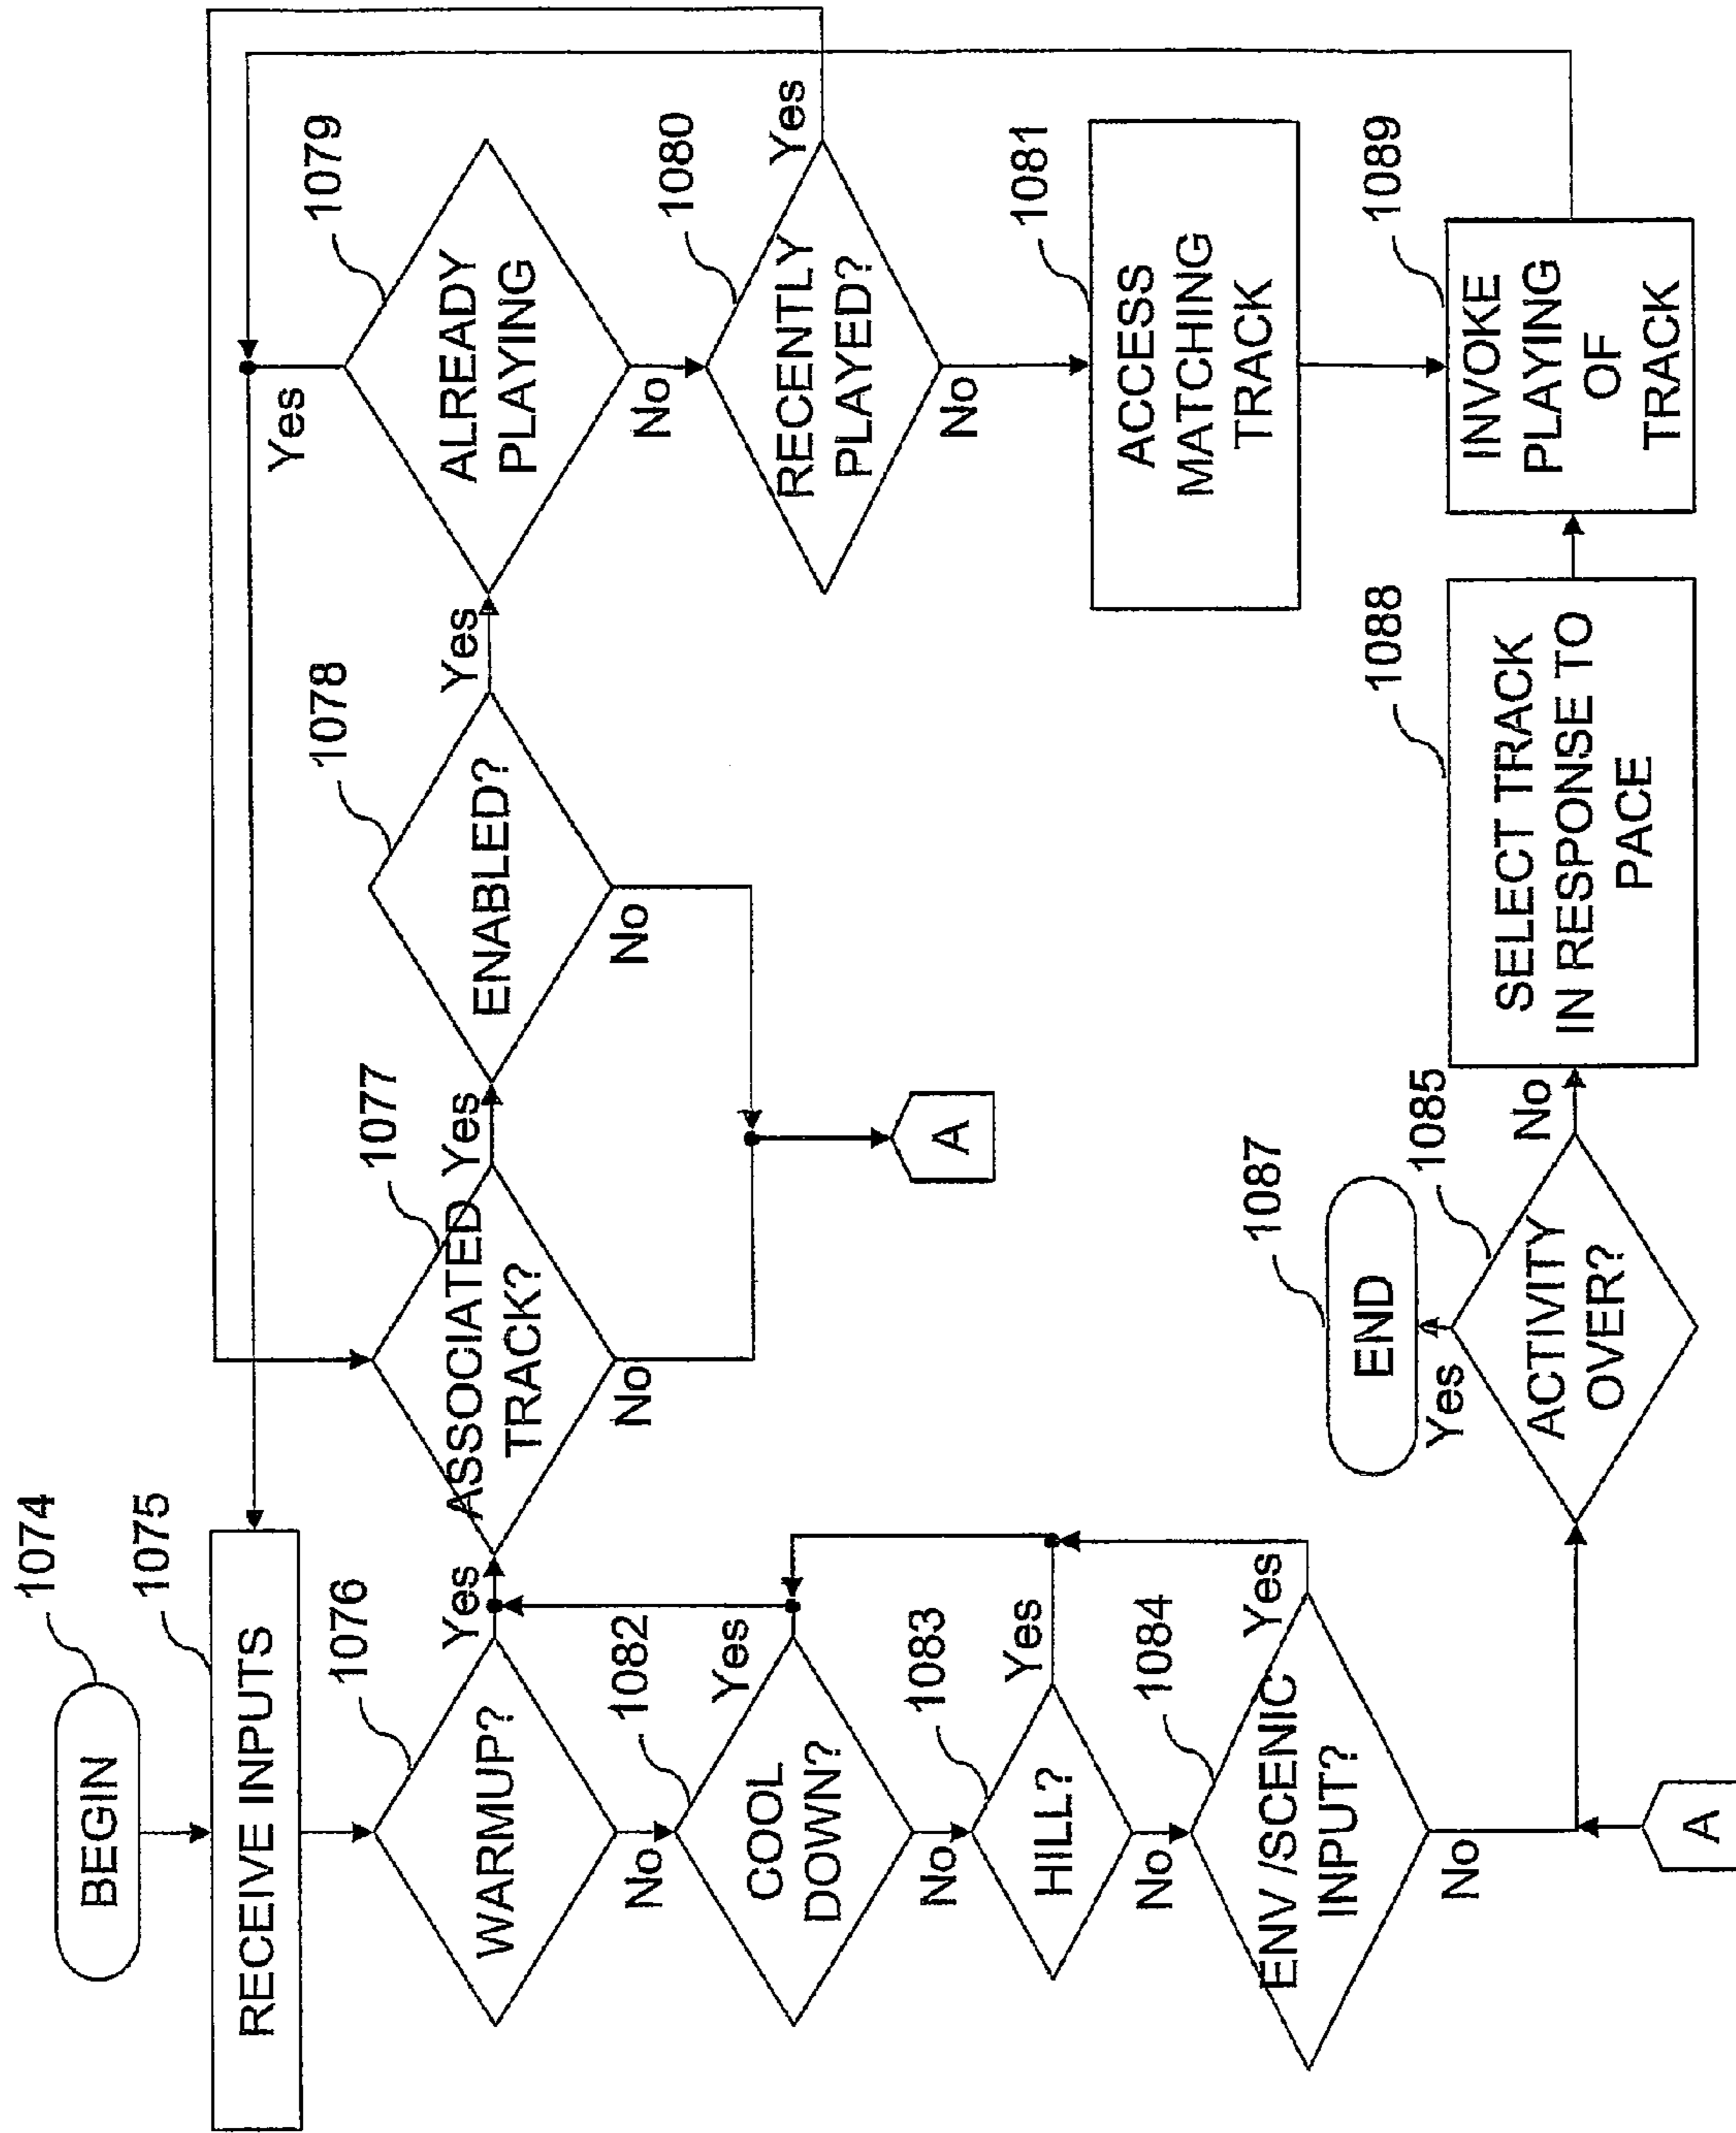 BEGIN
1074
RECEIVE INPUTS
1075
WARMUP?
1076
Yes
No
ASSOCIATED
TRACK?
1077
Yes
No
ENABLED?
1078
Yes
No
ALREADY
PLAYING
1079
Yes
No
RECENTLY
PLAYED?
1080
Yes
No
ACCESS
MATCHING
TRACK
1081
COOL
DOWN?
1082
Yes
No
HILL?
1083
Yes
No
ENV /SCENIC
INPUT?
1084
Yes
No
A
A
ACTIVITY
OVER?
1085
Yes
No
END
1087
SELECT TRACK
IN RESPONSE TO
PACE
1088
INVOKE
PLAYING
OF
TRACK
1089